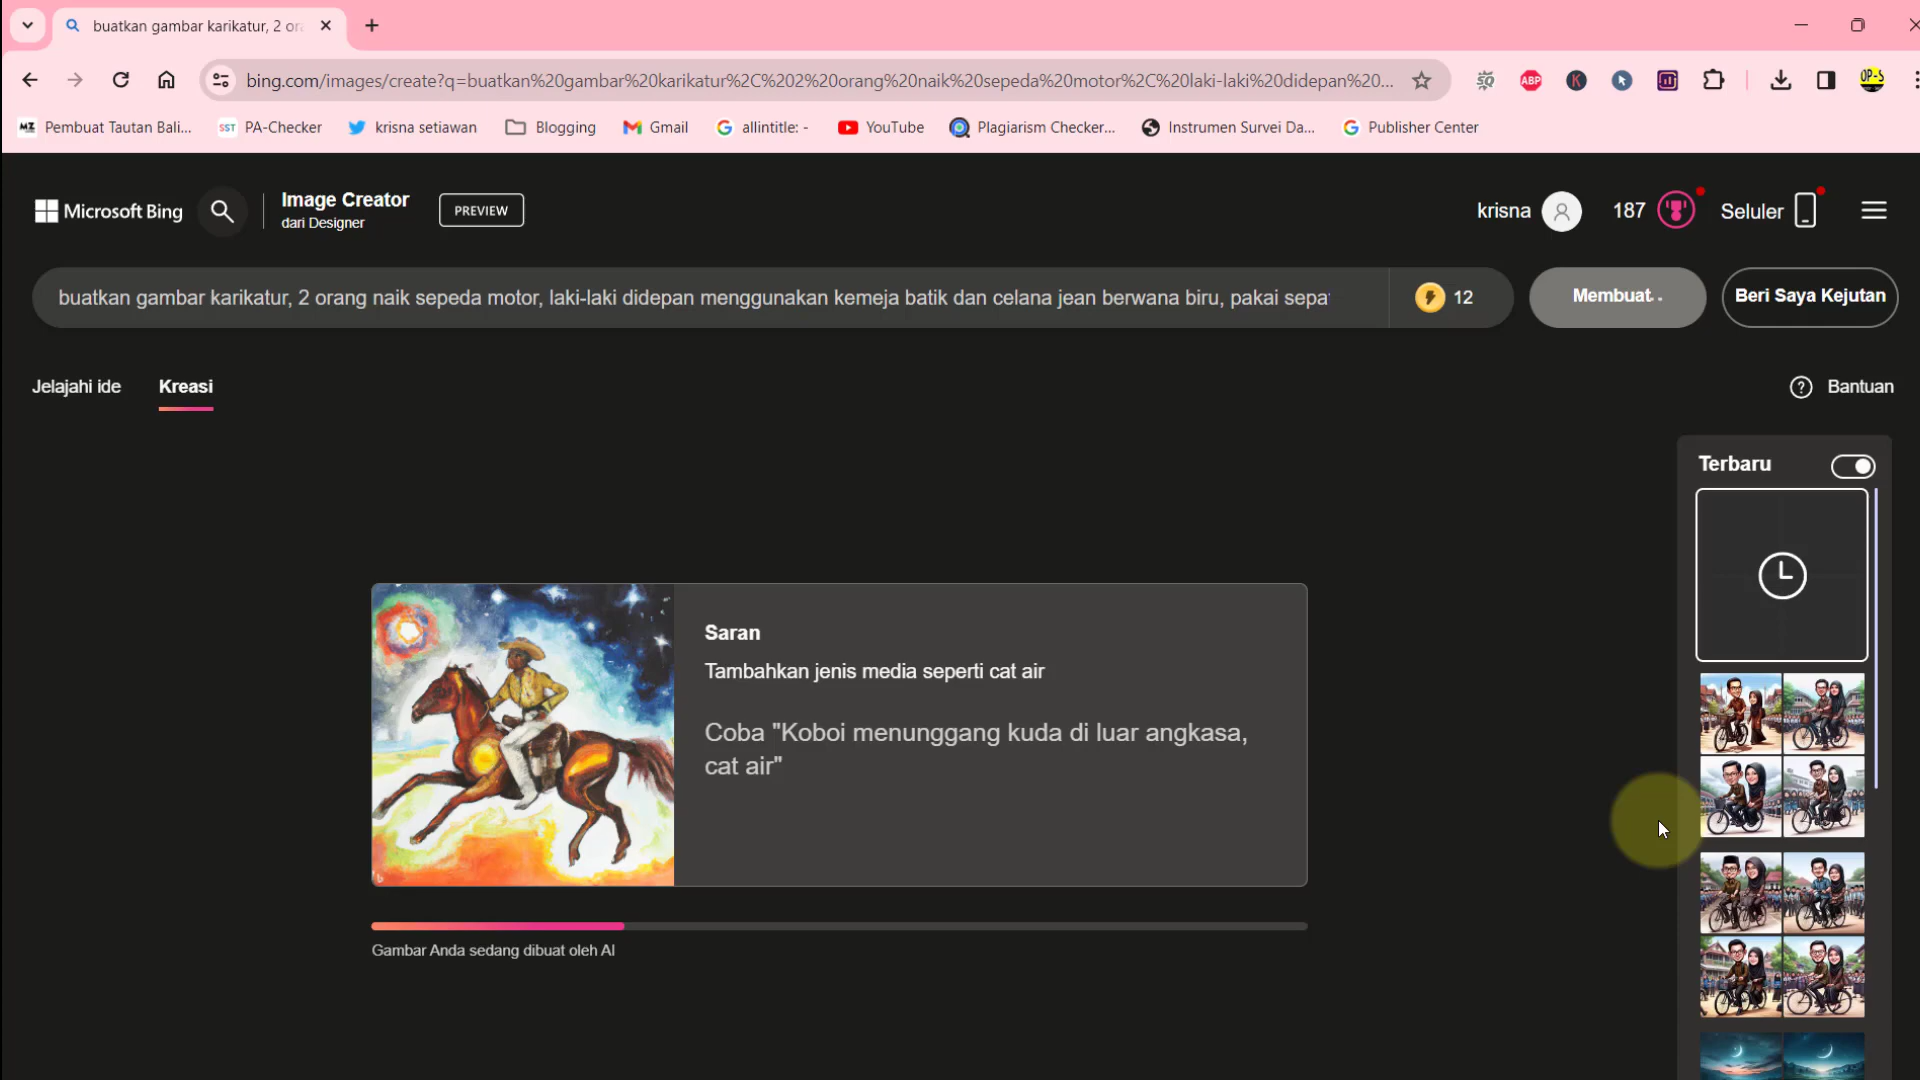 buatkan gambar karikatur, 2 ora
bing.com/images/create?q=buatkan%20gambar%20karikatur%2C%202%20orang%20naik%20sepeda%20motor%2C%20laki-laki%20didepan%20...
ABP
K
OP-S
MZ Pembuat Tautan Bali...
SST PA-Checker
krisna setiawan
Blogging
Gmail
allintitle: -
YouTube
Plagiarism Checker...
Instrumen Survei Da...
Publisher Center
Microsoft Bing
Image Creator
dari Designer
PREVIEW
krisna
187
Seluler
buatkan gambar karikatur, 2 orang naik sepeda motor, laki-laki didepan menggunakan kemeja batik dan celana jean berwana biru, pakai sepa
12
Membuat..
Beri Saya Kejutan
Jelajahi ide
Kreasi
Bantuan
Terbaru
Saran
Tambahkan jenis media seperti cat air
Coba "Koboi menunggang kuda di luar angkasa,
cat air"
Gambar Anda sedang dibuat oleh AI